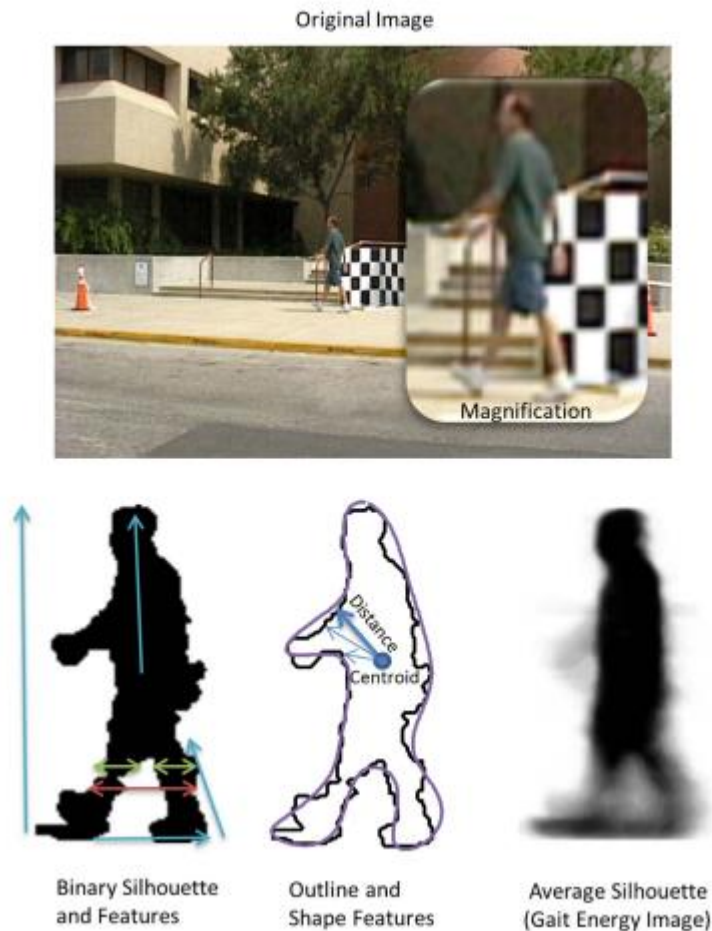 Original Image
Magnification
Distance
Centroid
Binary Silhouette
and Features
Outline and
Shape Features
Average Silhouette
(Gait Energy Image)